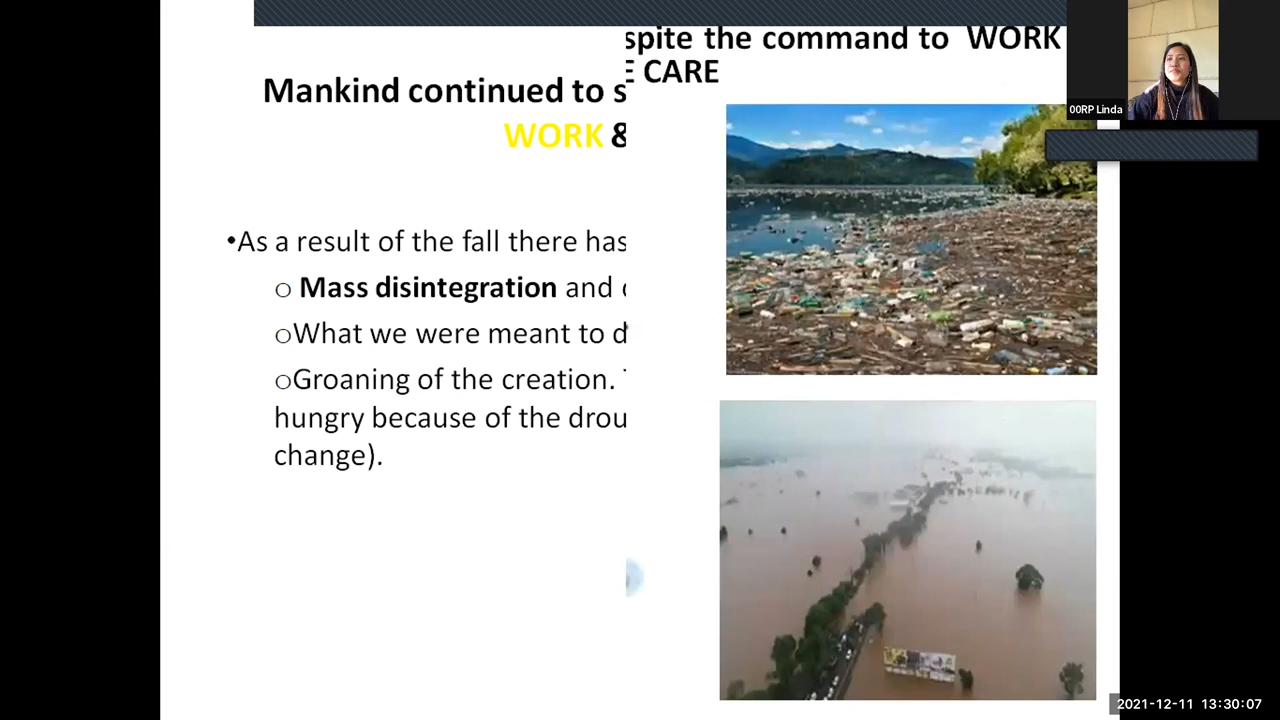 Mankind continued to s
WORK &
spite the command to WORK
E CARE
•As a result of the fall there has
o Mass disintegration and
oWhat we were meant to d
oGroaning of the creation.
hungry because of the drou
change).
00RP Linda
2021-12-11 13:30:07